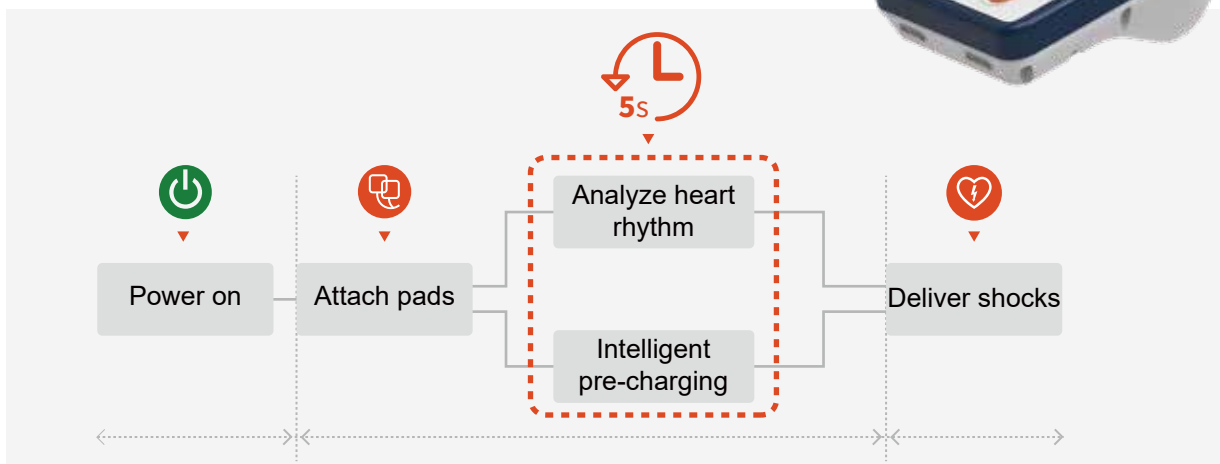 5s
Analyze heart
rhythm
Power on
Attach pads
Deliver shocks
Intelligent
pre-charging